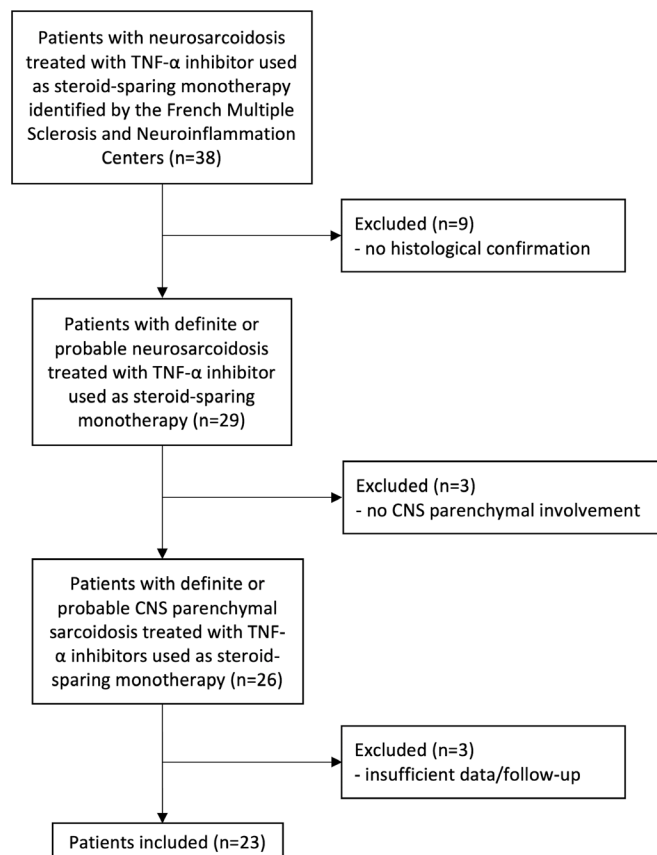 Patients with neurosarcoidosis
treated with TNF-α inhibitor used
as steroid-sparing monotherapy
identified by the French Multiple
Sclerosis and Neuroinflammation
Centers (n=38)
Excluded (n=9)
- no histological confirmation
Patients with definite or
probable neurosarcoidosis
treated with TNF-α inhibitor
used as steroid-sparing
monotherapy (n=29)
Excluded (n=3)
- no CNS parenchymal involvement
Patients with definite or
probable CNS parenchymal
sarcoidosis treated with TNF-
α inhibitors used as steroid-
sparing monotherapy (n=26)
Excluded (n=3)
- insufficient data/follow-up
Patients included (n=23)